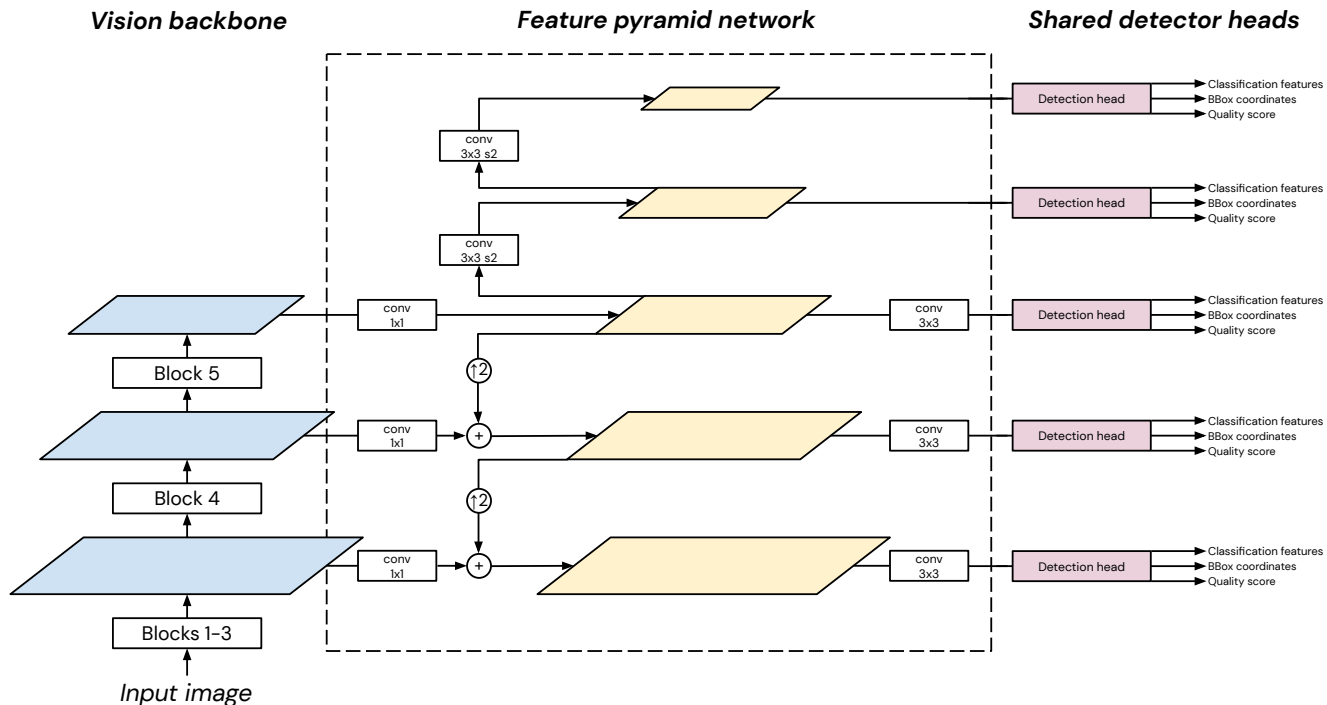 Vision backbone
Feature pyramid network
Shared detector heads
Detection head
Classification features
BBox coordinates
Quality score
conv
3x3 s2
Detection head
Classification features
BBox coordinates
Quality score
conv
3x3 s2
conv
1x1
conv
3x3
Detection head
Classification features
BBox coordinates
Quality score
Block 5
↑2
conv
1x1
+
conv
3x3
Detection head
Classification features
BBox coordinates
Quality score
Block 4
↑2
conv
1x1
+
conv
3x3
Detection head
Classification features
BBox coordinates
Quality score
Blocks 1-3
Input image